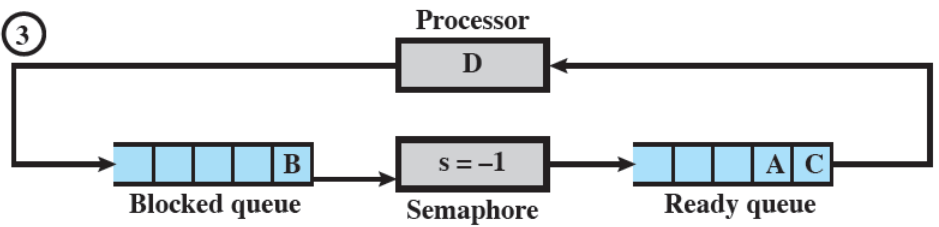 3
Processor
D
B
s = –1
A C
Blocked queue
Semaphore
Ready queue